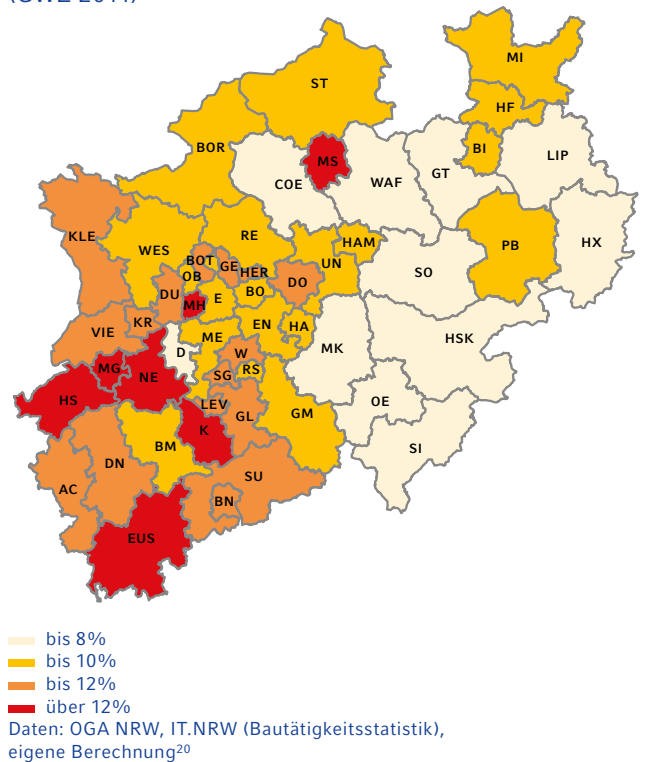 ST
MI
HF
BI
BOR
MS
COE
WAF
GT
LIP
KLE
WES
RE
HAM
UN
SO
PB
HX
BOT
OB
GE
HER
DO
DU
MH
E
BO
VIE
KR
D
ME
EN
HA
MK
HSK
MG
NE
W
SG
RS
HS
LEV
K
GL
GM
OE
SI
BM
DN
SU
AC
BN
EUS
bis 8%
bis 10%
bis 12%
über 12%
Daten: OGA NRW, IT.NRW (Bautätigkeitsstatistik),
eigene Berechnung20